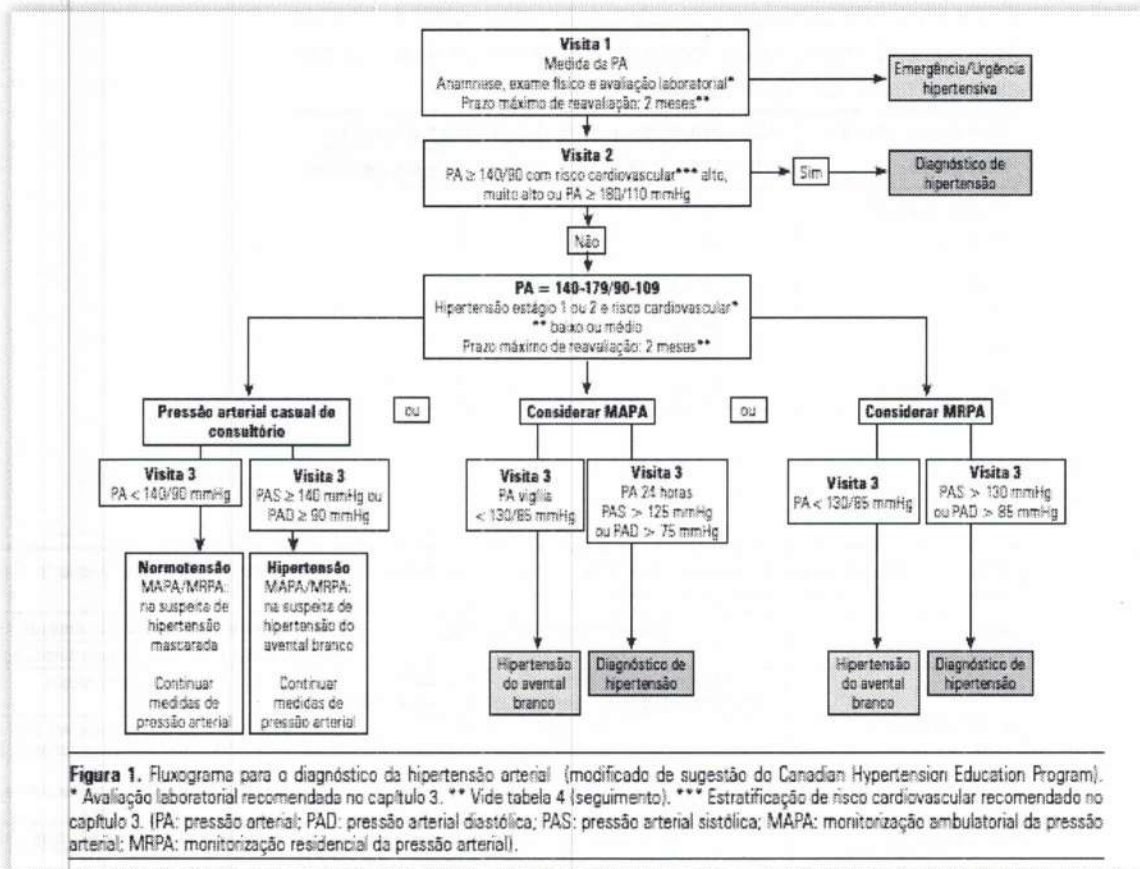 Visita 1
Medida da PA
Anamnese, exame físico e avaliação laboratorial*
Prazo máximo de reavaliação: 2 meses**
Emergência/Urgência
hipertensiva
Visita 2
PA ≥ 140/90 com risco cardiovascular*** alto,
muito alto ou PA ≥ 180/110 mmHg
Sim
Diagnóstico de
hipertensão
Não
PA = 140-179/90-109
Hipertensão estágio 1 ou 2 e risco cardiovascular*
** baixo ou médio
Prazo máximo de reavaliação: 2 meses**
Pressão arterial casual de
consultório
ou
Considerar MAPA
ou
Considerar MRPA
Visita 3
PA < 140/90 mmHg
Visita 3
PAS ≥ 140 mmHg ou
PAD ≥ 90 mmHg
Visita 3
PA vigília
< 130/85 mmHg
Visita 3
PA 24 horas
PAS > 125 mmHg
ou PAD > 75 mmHg
Visita 3
PA < 130/85 mmHg
Visita 3
PAS > 130 mmHg
ou PAD > 85 mmHg
Normotensão
MAPA/MRPA:
na suspeita de
hipertensão
mascarada
Continuar
medidas de
pressão arterial
Hipertensão
MAPA/MRPA:
na suspeita de
hipertensão do
avental branco
Continuar
medidas de
pressão arterial
Hipertensão
do avental
branco
Diagnóstico de
hipertensão
Hipertensão
do avental
branco
Diagnóstico de
hipertensão
Figura 1. Fluxograma para o diagnóstico da hipertensão arterial (modificado de sugestão do Canadian Hypertension Education Program).
* Avaliação laboratorial recomendada no capítulo 3. ** Vide tabela 4 (seguimento). *** Estratificação de risco cardiovascular recomendado no
capítulo 3. (PA: pressão arterial; PAD: pressão arterial diastólica; PAS: pressão arterial sistólica; MAPA: monitorização ambulatorial da pressão
arterial; MRPA: monitorização residencial da pressão arterial).